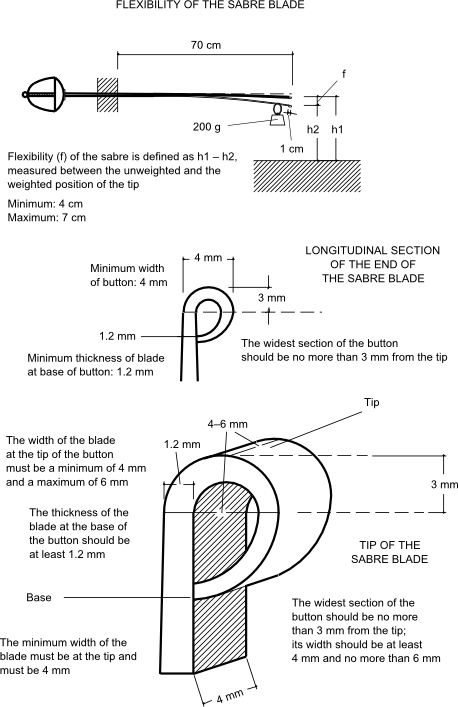 FLEXIBILITY OF THE SABRE BLADE
70 cm
f
200 g
h2
h1
1 cm
Flexibility (f) of the sabre is defined as h1 – h2,
measured between the unweighted and the
weighted position of the tip
Minimum: 4 cm
Maximum: 7 cm
LONGITUDINAL SECTION
OF THE END OF
THE SABRE BLADE
4 mm
Minimum width
of button: 4 mm
3 mm
1.2 mm
The widest section of the button
should be no more than 3 mm from the tip
Minimum thickness of blade
at base of button: 1.2 mm
Tip
4–6 mm
1.2 mm
The width of the blade
at the tip of the button
must be a minimum of 4 mm
and a maximum of 6 mm
3 mm
The thickness of the
blade at the base of
the button should be
at least 1.2 mm
TIP OF THE
SABRE BLADE
Base
The widest section of the
button should be no more
than 3 mm from the tip;
its width should be at least
4 mm and no more than 6 mm
The minimum width of the
blade must be at the tip and
must be 4 mm
4 mm